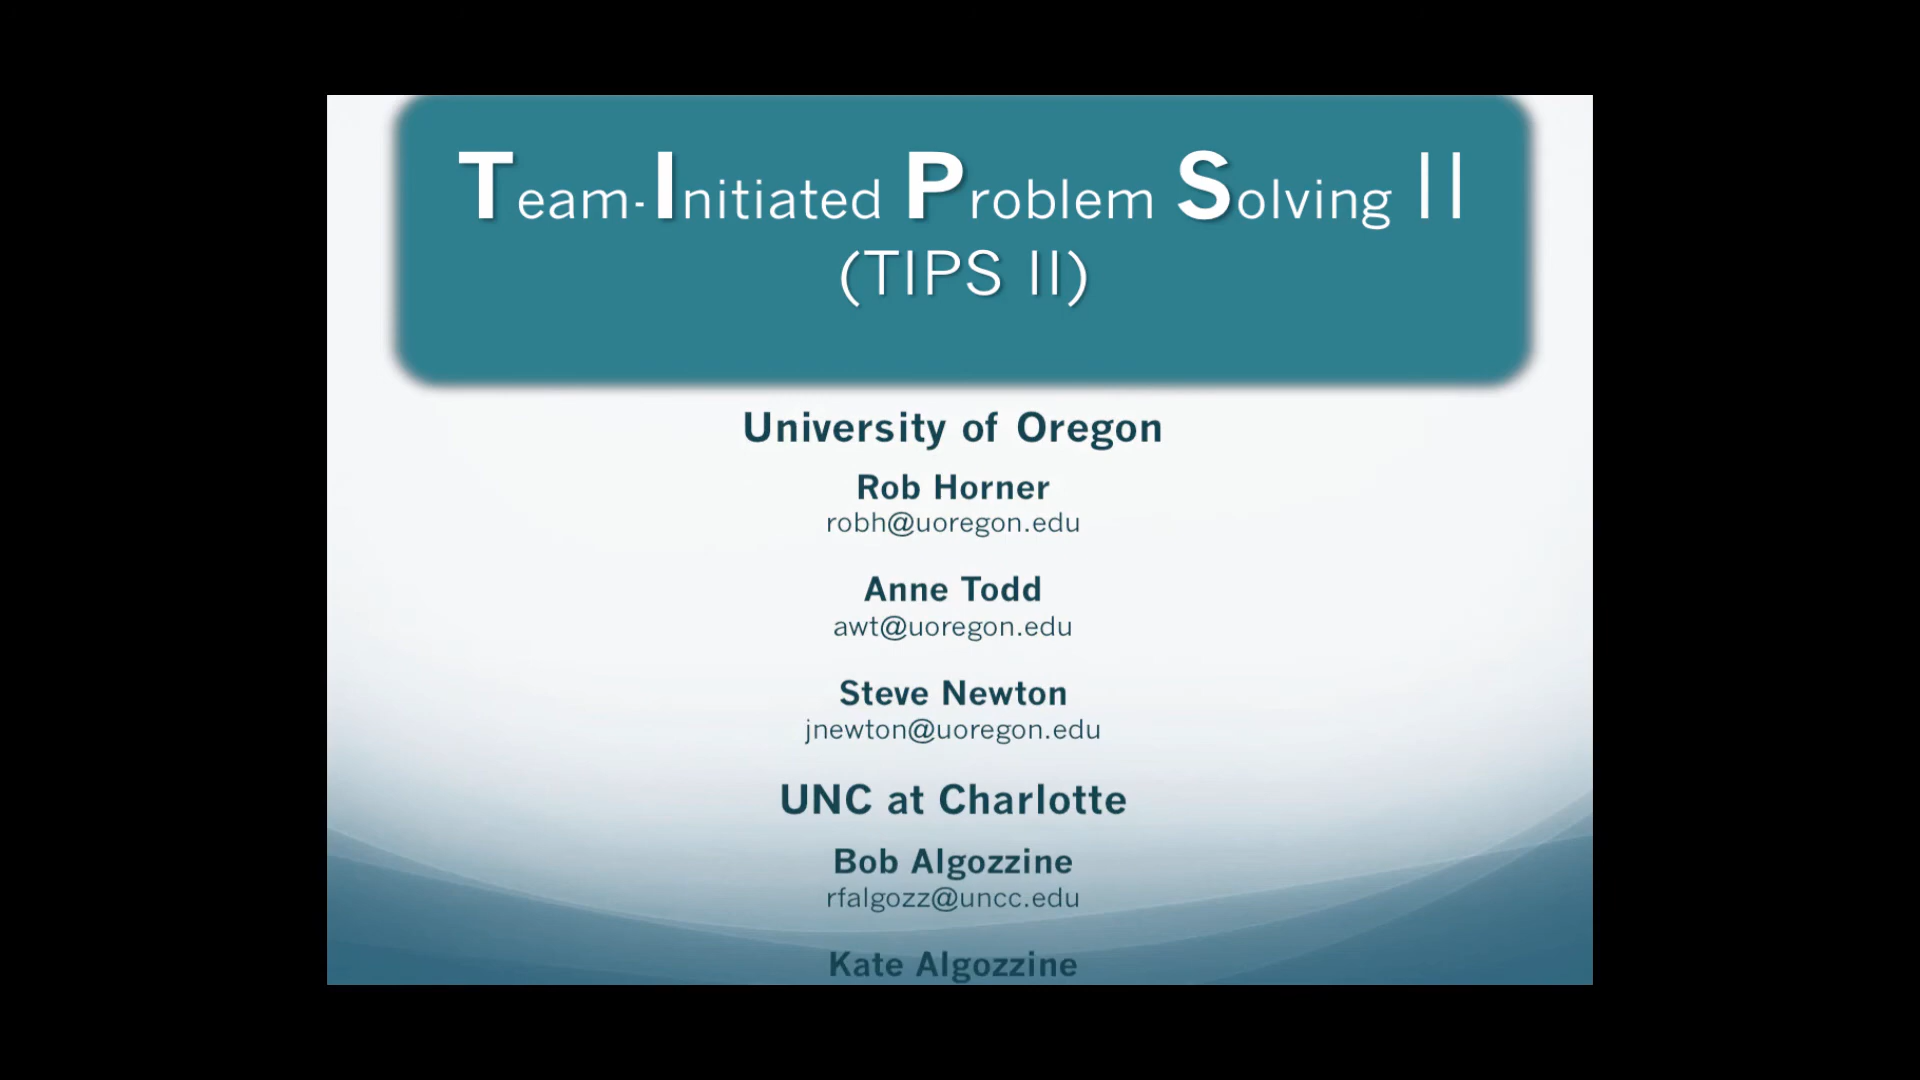 Team-Initiated Problem Solving II
(TIPS II)
University of Oregon
Rob Horner
robh@uoregon.edu
Anne Todd
awt@uoregon.edu
Steve Newton
jnewton@uoregon.edu
UNC at Charlotte
Bob Algozzine
rfalgozz@uncc.edu
Kate Algozzine